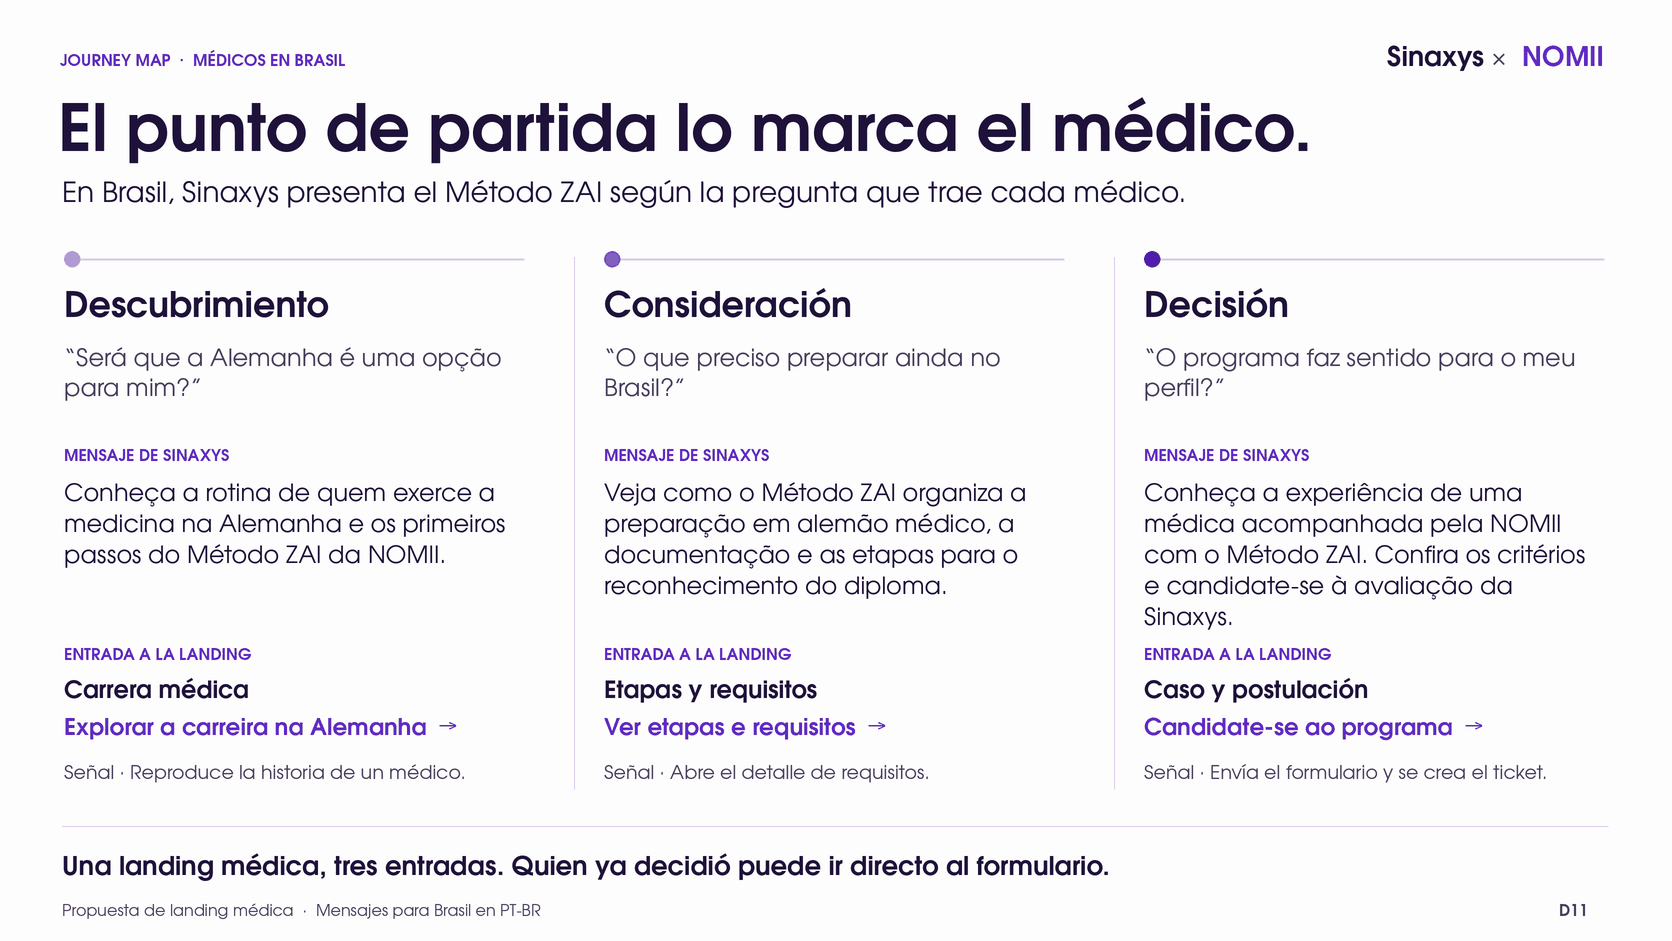 JOURNEY MAP · MÉDICOS EN BRASIL
Sinaxys × NOMII
El punto de partida lo marca el médico.
En Brasil, Sinaxys presenta el Método ZAI según la pregunta que trae cada médico.
Descubrimiento
“Será que a Alemanha é uma opção
para mim?”
MENSAJE DE SINAXYS
Conheça a rotina de quem exerce a
medicina na Alemanha e os primeiros
passos do Método ZAI da NOMII.
ENTRADA A LA LANDING
Carrera médica
Explorar a carreira na Alemanha →
Señal · Reproduce la historia de un médico.
Consideración
“O que preciso preparar ainda no
Brasil?”
MENSAJE DE SINAXYS
Veja como o Método ZAI organiza a
preparação em alemão médico, a
documentação e as etapas para o
reconhecimento do diploma.
ENTRADA A LA LANDING
Etapas y requisitos
Ver etapas e requisitos →
Señal · Abre el detalle de requisitos.
Decisión
“O programa faz sentido para o meu
perfil?”
MENSAJE DE SINAXYS
Conheça a experiência de uma
médica acompanhada pela NOMII
com o Método ZAI. Confira os critérios
e candidate-se à avaliação da
Sinaxys.
ENTRADA A LA LANDING
Caso y postulación
Candidate-se ao programa →
Señal · Envía el formulario y se crea el ticket.
Una landing médica, tres entradas. Quien ya decidió puede ir directo al formulario.
Propuesta de landing médica · Mensajes para Brasil en PT-BR
D11